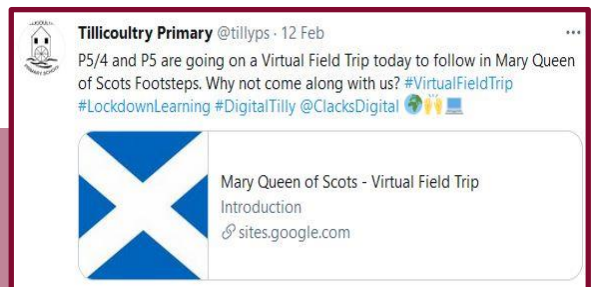 Tillicoultry Primary @tillyps · 12 Feb
P5/4 and P5 are going on a Virtual Field Trip today to follow in Mary Queen
of Scots Footsteps. Why not come along with us? #VirtualFieldTrip
#LockdownLearning #DigitalTilly @ClacksDigital 🌍🙌💻
Mary Queen of Scots - Virtual Field Trip
Introduction
sites.google.com